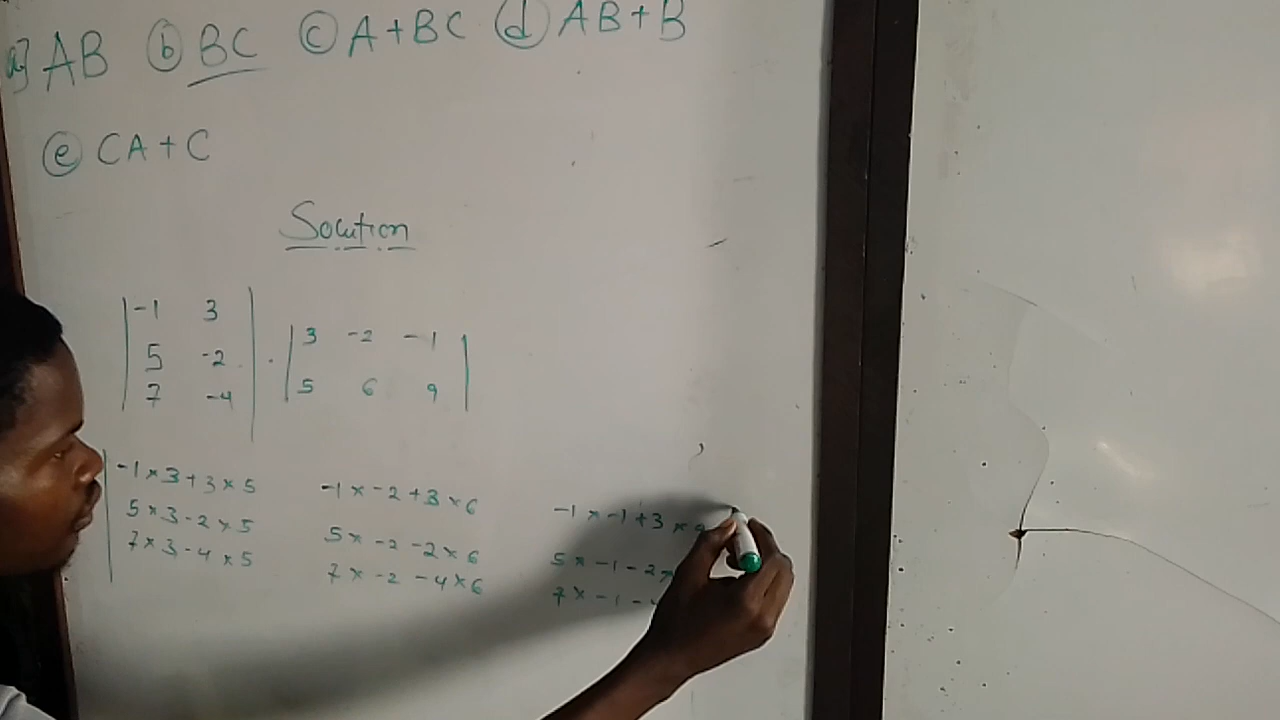 a] AB ⓑ BC ⓒ A+BC ⓓ AB+B
ⓔ CA+C
Solution
-1 3
5 -2 . 3 -2 -1
7 -4 5 6 9
-1×3+3×5 -1×-2+3×6 -1×-1+3×9
5×3-2×5 5×-2-2×6 5×-1-2×
7×3-4×5 7×-2-4×6 7×-1-